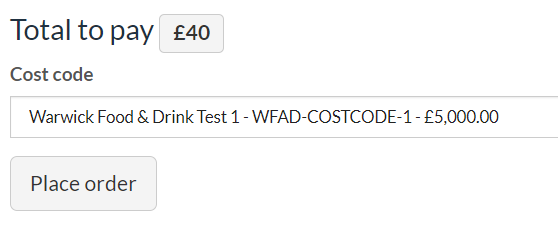 Total to pay £40
Cost code
Warwick Food & Drink Test 1 - WFAD-COSTCODE-1 - £5,000.00
Place order